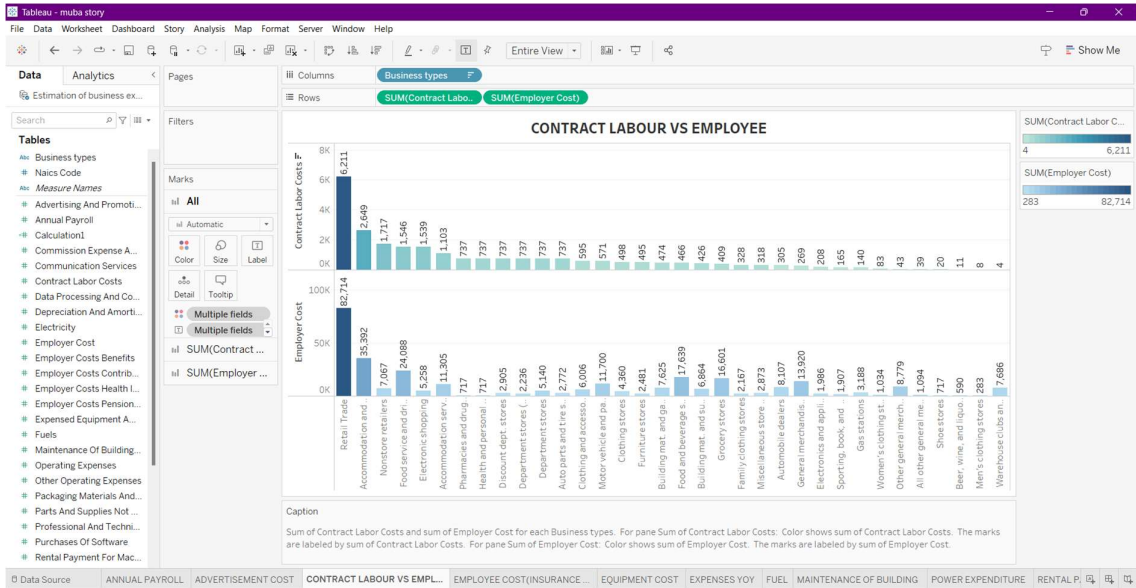 Tableau - muba story
File Data Worksheet Dashboard Story Analysis Map Format Server Window Help
Entire View
Show Me
Data Analytics
Estimation of business ex...
Search
Tables
Business types
Naics Code
Measure Names
Advertising And Promoti...
Annual Payroll
Calculation1
Commission Expense A...
Communication Services
Contract Labor Costs
Data Processing And Co...
Depreciation And Amorti...
Electricity
Employer Cost
Employer Costs Benefits
Employer Costs Contrib...
Employer Costs Health I...
Employer Costs Pension...
Expensed Equipment A...
Fuels
Maintenance Of Building...
Operating Expenses
Other Operating Expenses
Packaging Materials And...
Parts And Supplies Not ...
Professional And Techni...
Purchases Of Software
Rental Payment For Mac...
Pages
Filters
Marks
All
Automatic
Color Size Label
Detail Tooltip
Multiple fields
Multiple fields
SUM(Contract ...
SUM(Employer ...
Columns Business types
Rows SUM(Contract Labo.. SUM(Employer Cost)
CONTRACT LABOUR VS EMPLOYEE
Contract Labor Costs
8K
6K
4K
2K
0K
6,211 2,649 1,717 1,546 1,539 1,103 737 737 737 737 737 737 595 571 498 495 474 466 426 409 328 318 305 269 208 165 140 83 43 39 20 11 8 4
Employer Cost
100K
50K
0K
82,714 35,392 7,067 24,088 5,258 11,305 717 717 2,905 2,236 5,140 2,772 6,006 11,700 4,360 2,481 7,625 17,639 6,864 16,601 2,167 2,873 8,107 13,920 1,986 1,907 3,188 1,034 8,779 1,094 717 590 283 7,686
Retail Trade
Accommodation and ..
Nonstore retailers
Food service and dri..
Electronic shopping
Accommodation serv..
Pharmacies and drug..
Health and personal ..
Discount dept. stores
Department stores (..
Department stores
Auto parts and tire s..
Clothing and accesso..
Motor vehicle and pa..
Clothing stores
Furniture stores
Building mat. and ga..
Food and beverage s..
Building mat. and su..
Grocery stores
Family clothing stores
Miscellaneous store ..
Automobile dealers
General merchandis..
Electronics and appli..
Sporting, book, and ..
Gas stations
Women's clothing st..
Other general merch..
All other general me..
Shoe stores
Beer, wine, and liquo..
Men's clothing stores
Warehouse clubs an..
SUM(Contract Labor C...
4 6,211
SUM(Employer Cost)
283 82,714
Caption
Sum of Contract Labor Costs and sum of Employer Cost for each Business types. For pane Sum of Contract Labor Costs: Color shows sum of Contract Labor Costs. The marks
are labeled by sum of Contract Labor Costs. For pane Sum of Employer Cost: Color shows sum of Employer Cost. The marks are labeled by sum of Employer Cost.
Data Source ANNUAL PAYROLL ADVERTISEMENT COST CONTRACT LABOUR VS EMPL... EMPLOYEE COST(INSURANCE ... EQUIPMENT COST EXPENSES YOY FUEL MAINTENANCE OF BUILDING POWER EXPENDITURE RENTAL P.